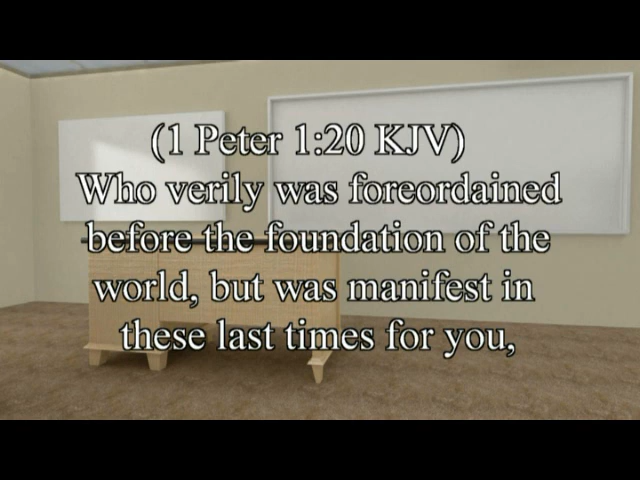 (1 Peter 1:20 KJV)
Who verily was foreordained
before the foundation of the
world, but was manifest in
these last times for you,